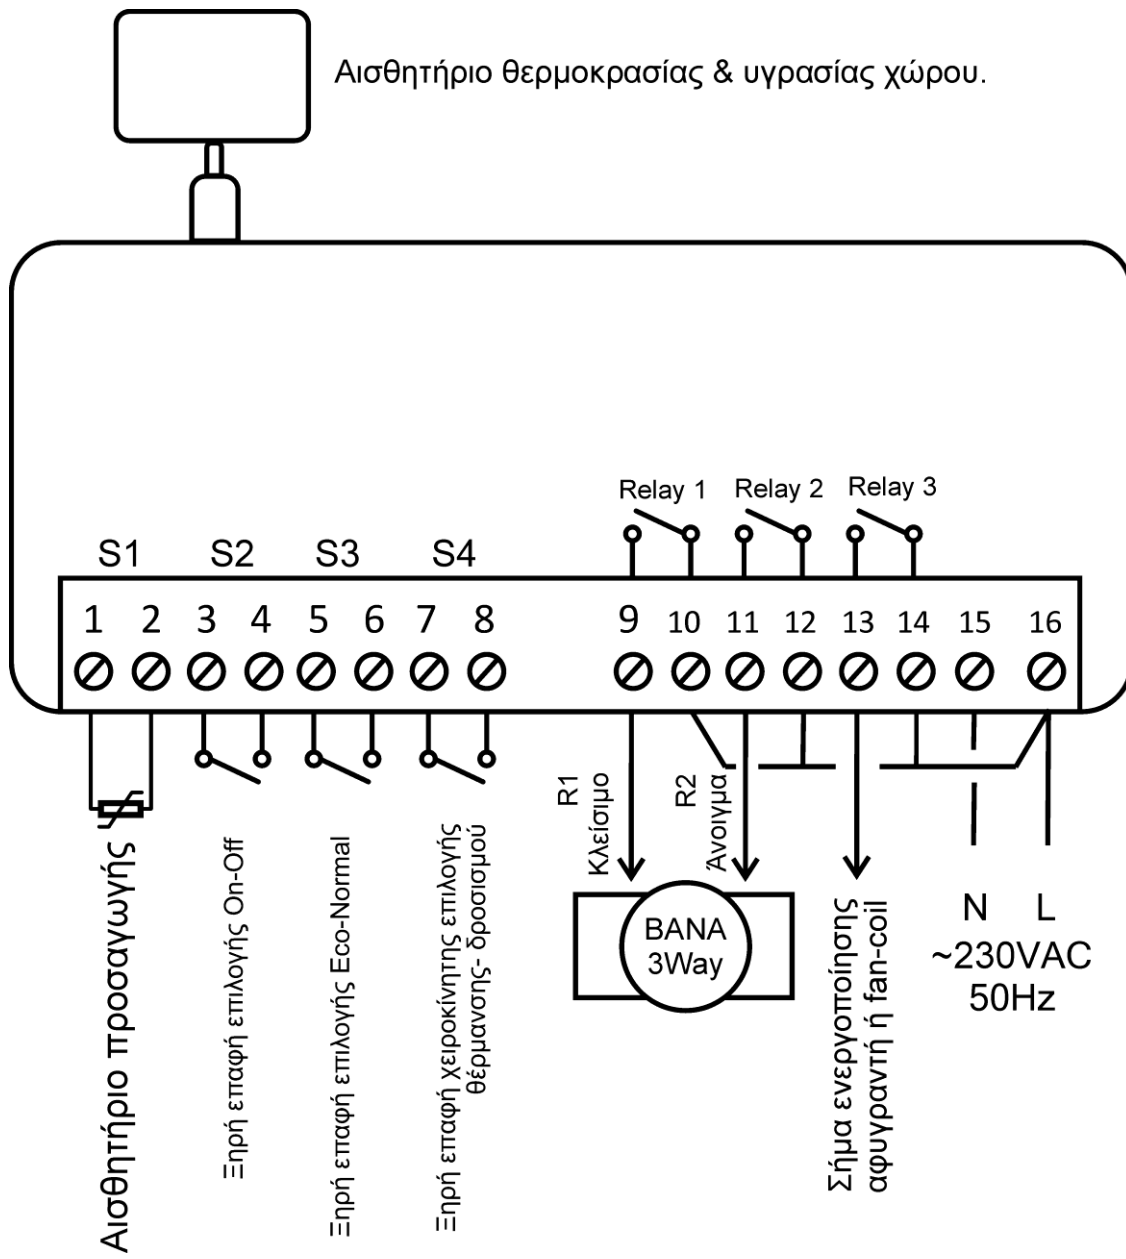 Αισθητήριο θερμοκρασίας & υγρασίας χώρου.
Relay 1 Relay 2 Relay 3
S1 S2 S3 S4
1 2 3 4 5 6 7 8 9 10 11 12 13 14 15 16
Αισθητήριο προσαγωγής
Ξηρή επαφή επιλογής On-Off
Ξηρή επαφή επιλογή Eco-Normal
Ξηρή επαφή χειροκίνητης επιλογής
θέρμανσης- δροσισμού
R1
Κλείσιμο
R2
Άνοιγμα
BANA
3Way
Σήμα ενεργοποίησης
αφυγραντή ή fan-coil
N L
~230VAC
50Hz